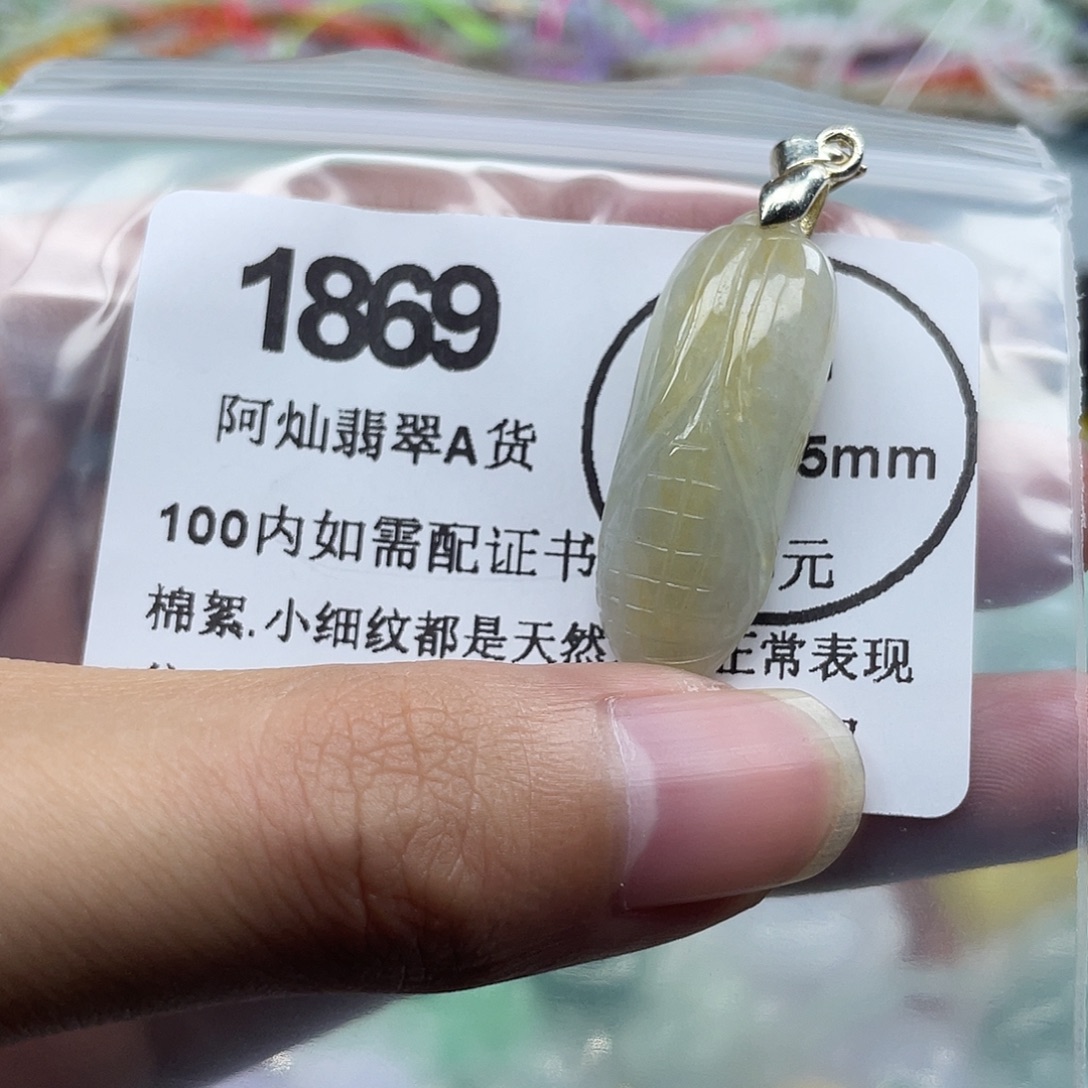 1869
阿灿翡翠A货
5mm
100内如需配证书
元
棉絮.小细纹都是天然
正常表现